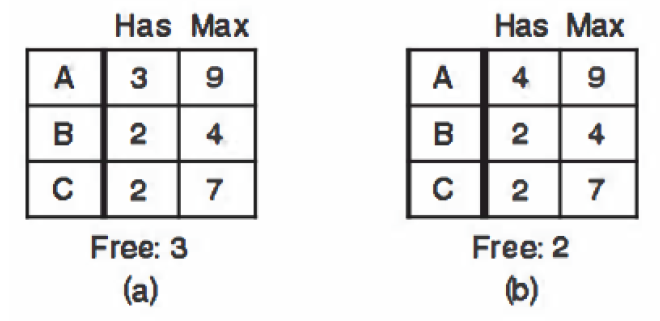 Has Max
A 3 9
B 2 4
C 2 7
Free: 3
(a)
Has Max
A 4 9
B 2 4
C 2 7
Free: 2
(b)